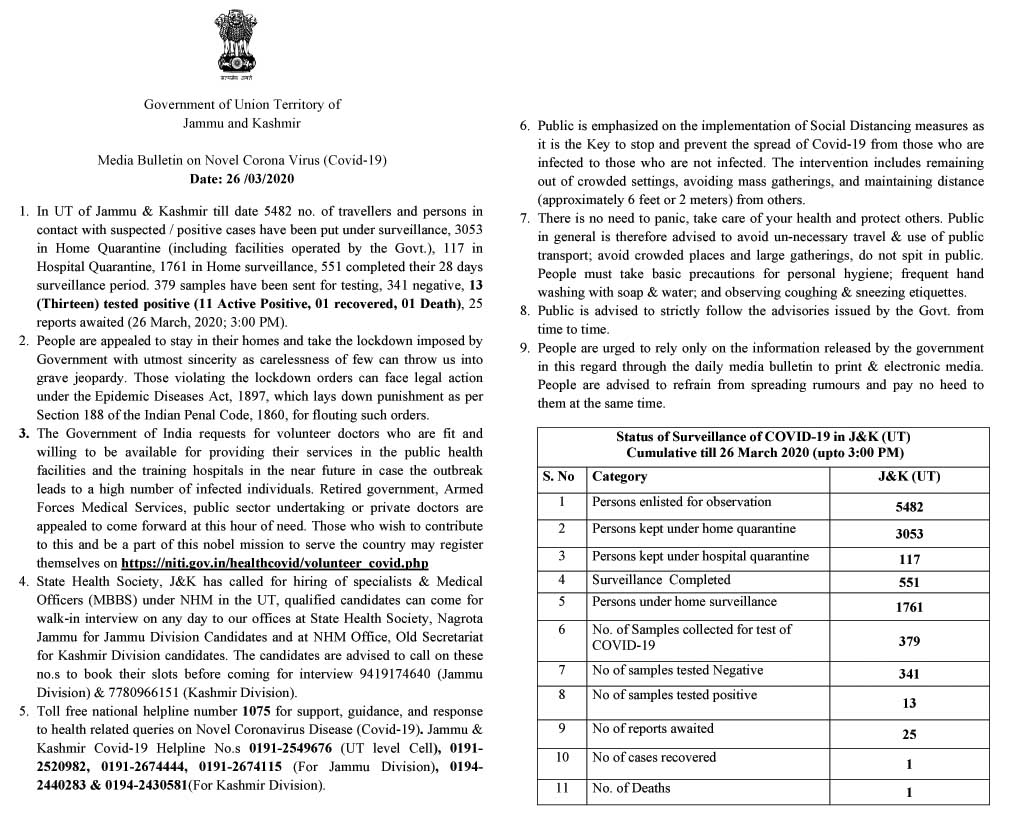 सत्यमेव जयते
Government of Union Territory of
Jammu and Kashmir
Media Bulletin on Novel Corona Virus (Covid-19)
Date: 26 /03/2020
1. In UT of Jammu & Kashmir till date 5482 no. of travellers and persons in
contact with suspected / positive cases have been put under surveillance, 3053
in Home Quarantine (including facilities operated by the Govt.), 117 in
Hospital Quarantine, 1761 in Home surveillance, 551 completed their 28 days
surveillance period. 379 samples have been sent for testing, 341 negative, 13
(Thirteen) tested positive (11 Active Positive, 01 recovered, 01 Death), 25
reports awaited (26 March, 2020; 3:00 PM).
2. People are appealed to stay in their homes and take the lockdown imposed by
Government with utmost sincerity as carelessness of few can throw us into
grave jeopardy. Those violating the lockdown orders can face legal action
under the Epidemic Diseases Act, 1897, which lays down punishment as per
Section 188 of the Indian Penal Code, 1860, for flouting such orders.
3. The Government of India requests for volunteer doctors who are fit and
willing to be available for providing their services in the public health
facilities and the training hospitals in the near future in case the outbreak
leads to a high number of infected individuals. Retired government, Armed
Forces Medical Services, public sector undertaking or private doctors are
appealed to come forward at this hour of need. Those who wish to contribute
to this and be a part of this nobel mission to serve the country may register
themselves on https://niti.gov.in/healthcovid/volunteer_covid.php
4. State Health Society, J&K has called for hiring of specialists & Medical
Officers (MBBS) under NHM in the UT, qualified candidates can come for
walk-in interview on any day to our offices at State Health Society, Nagrota
Jammu for Jammu Division Candidates and at NHM Office, Old Secretariat
for Kashmir Division candidates. The candidates are advised to call on these
no.s to book their slots before coming for interview 9419174640 (Jammu
Division) & 7780966151 (Kashmir Division).
5. Toll free national helpline number 1075 for support, guidance, and response
to health related queries on Novel Coronavirus Disease (Covid-19). Jammu &
Kashmir Covid-19 Helpline No.s 0191-2549676 (UT level Cell), 0191-
2520982, 0191-2674444, 0191-2674115 (For Jammu Division), 0194-
2440283 & 0194-2430581(For Kashmir Division).
6. Public is emphasized on the implementation of Social Distancing measures as
it is the Key to stop and prevent the spread of Covid-19 from those who are
infected to those who are not infected. The intervention includes remaining
out of crowded settings, avoiding mass gatherings, and maintaining distance
(approximately 6 feet or 2 meters) from others.
7. There is no need to panic, take care of your health and protect others. Public
in general is therefore advised to avoid un-necessary travel & use of public
transport; avoid crowded places and large gatherings, do not spit in public.
People must take basic precautions for personal hygiene; frequent hand
washing with soap & water; and observing coughing & sneezing etiquettes.
8. Public is advised to strictly follow the advisories issued by the Govt. from
time to time.
9. People are urged to rely only on the information released by the government
in this regard through the daily media bulletin to print & electronic media.
People are advised to refrain from spreading rumours and pay no heed to
them at the same time.
Status of Surveillance of COVID-19 in J&K (UT)
Cumulative till 26 March 2020 (upto 3:00 PM)
S. No Category J&K (UT)
1 Persons enlisted for observation 5482
2 Persons kept under home quarantine 3053
3 Persons kept under hospital quarantine 117
4 Surveillance Completed 551
5 Persons under home surveillance 1761
6 No. of Samples collected for test of
COVID-19 379
7 No of samples tested Negative 341
8 No of samples tested positive 13
9 No of reports awaited 25
10 No of cases recovered 1
11 No. of Deaths 1